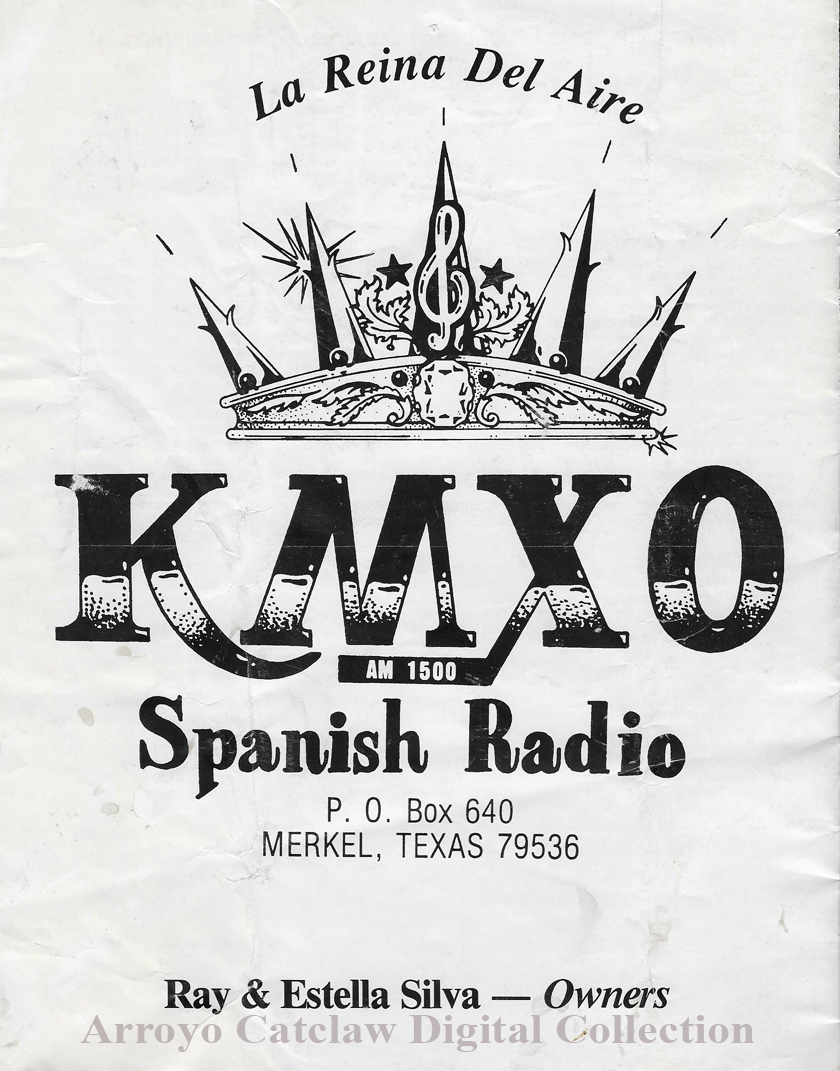 La Reina Del Aire
KMXO
AM 1500
Spanish Radio
P. O. Box 640
MERKEL, TEXAS 79536
Ray & Estella Silva — Owners
Arroyo Catclaw Digital Collection